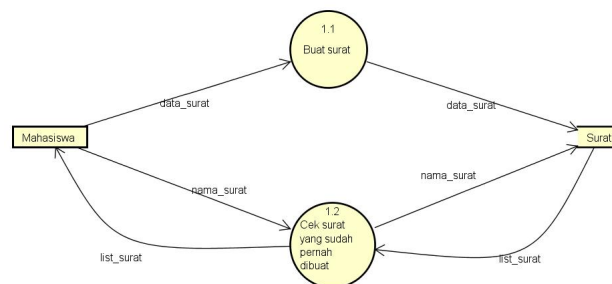 1.1
Buat surat
data_surat
data_surat
Mahasiswa
Surat
nama_surat
nama_surat
1.2
Cek surat
yang sudah
pernah
dibuat
list_surat
list_surat